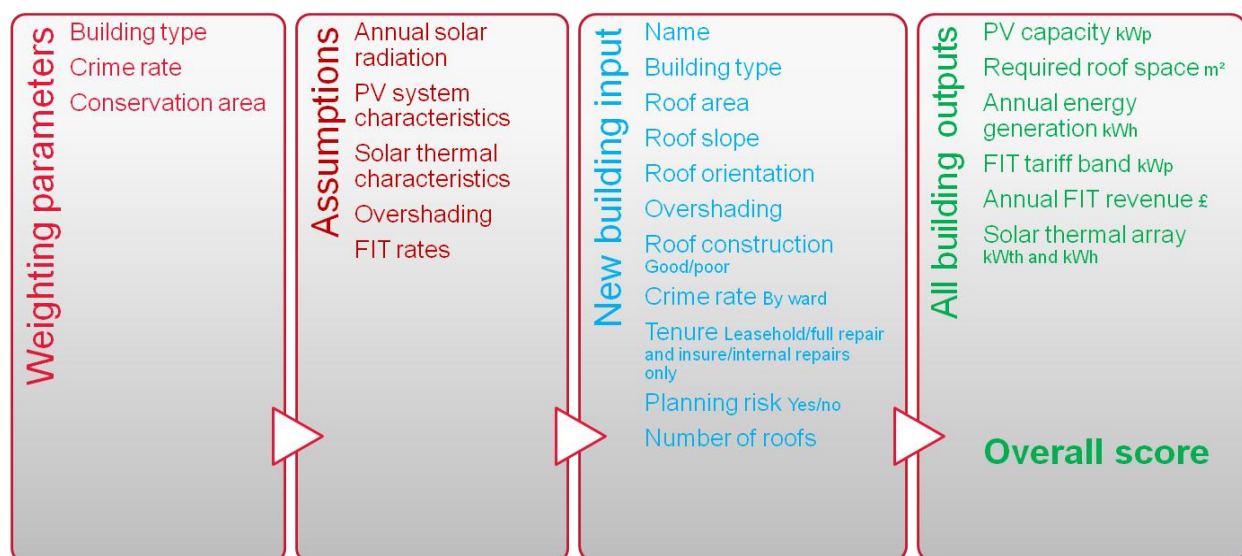 Weighting parameters
Building type
Crime rate
Conservation area
Assumptions
Annual solar
radiation
PV system
characteristics
Solar thermal
characteristics
Overshading
FIT rates
New building input
Name
Building type
Roof area
Roof slope
Roof orientation
Overshading
Roof construction
Good/poor
Crime rate By ward
Tenure Leasehold/full repair
and insure/internal repairs
only
Planning risk Yes/no
Number of roofs
All building outputs
PV capacity kWp
Required roof space m²
Annual energy
generation kWh
FIT tariff band kWp
Annual FIT revenue £
Solar thermal array
kWth and kWh
Overall score